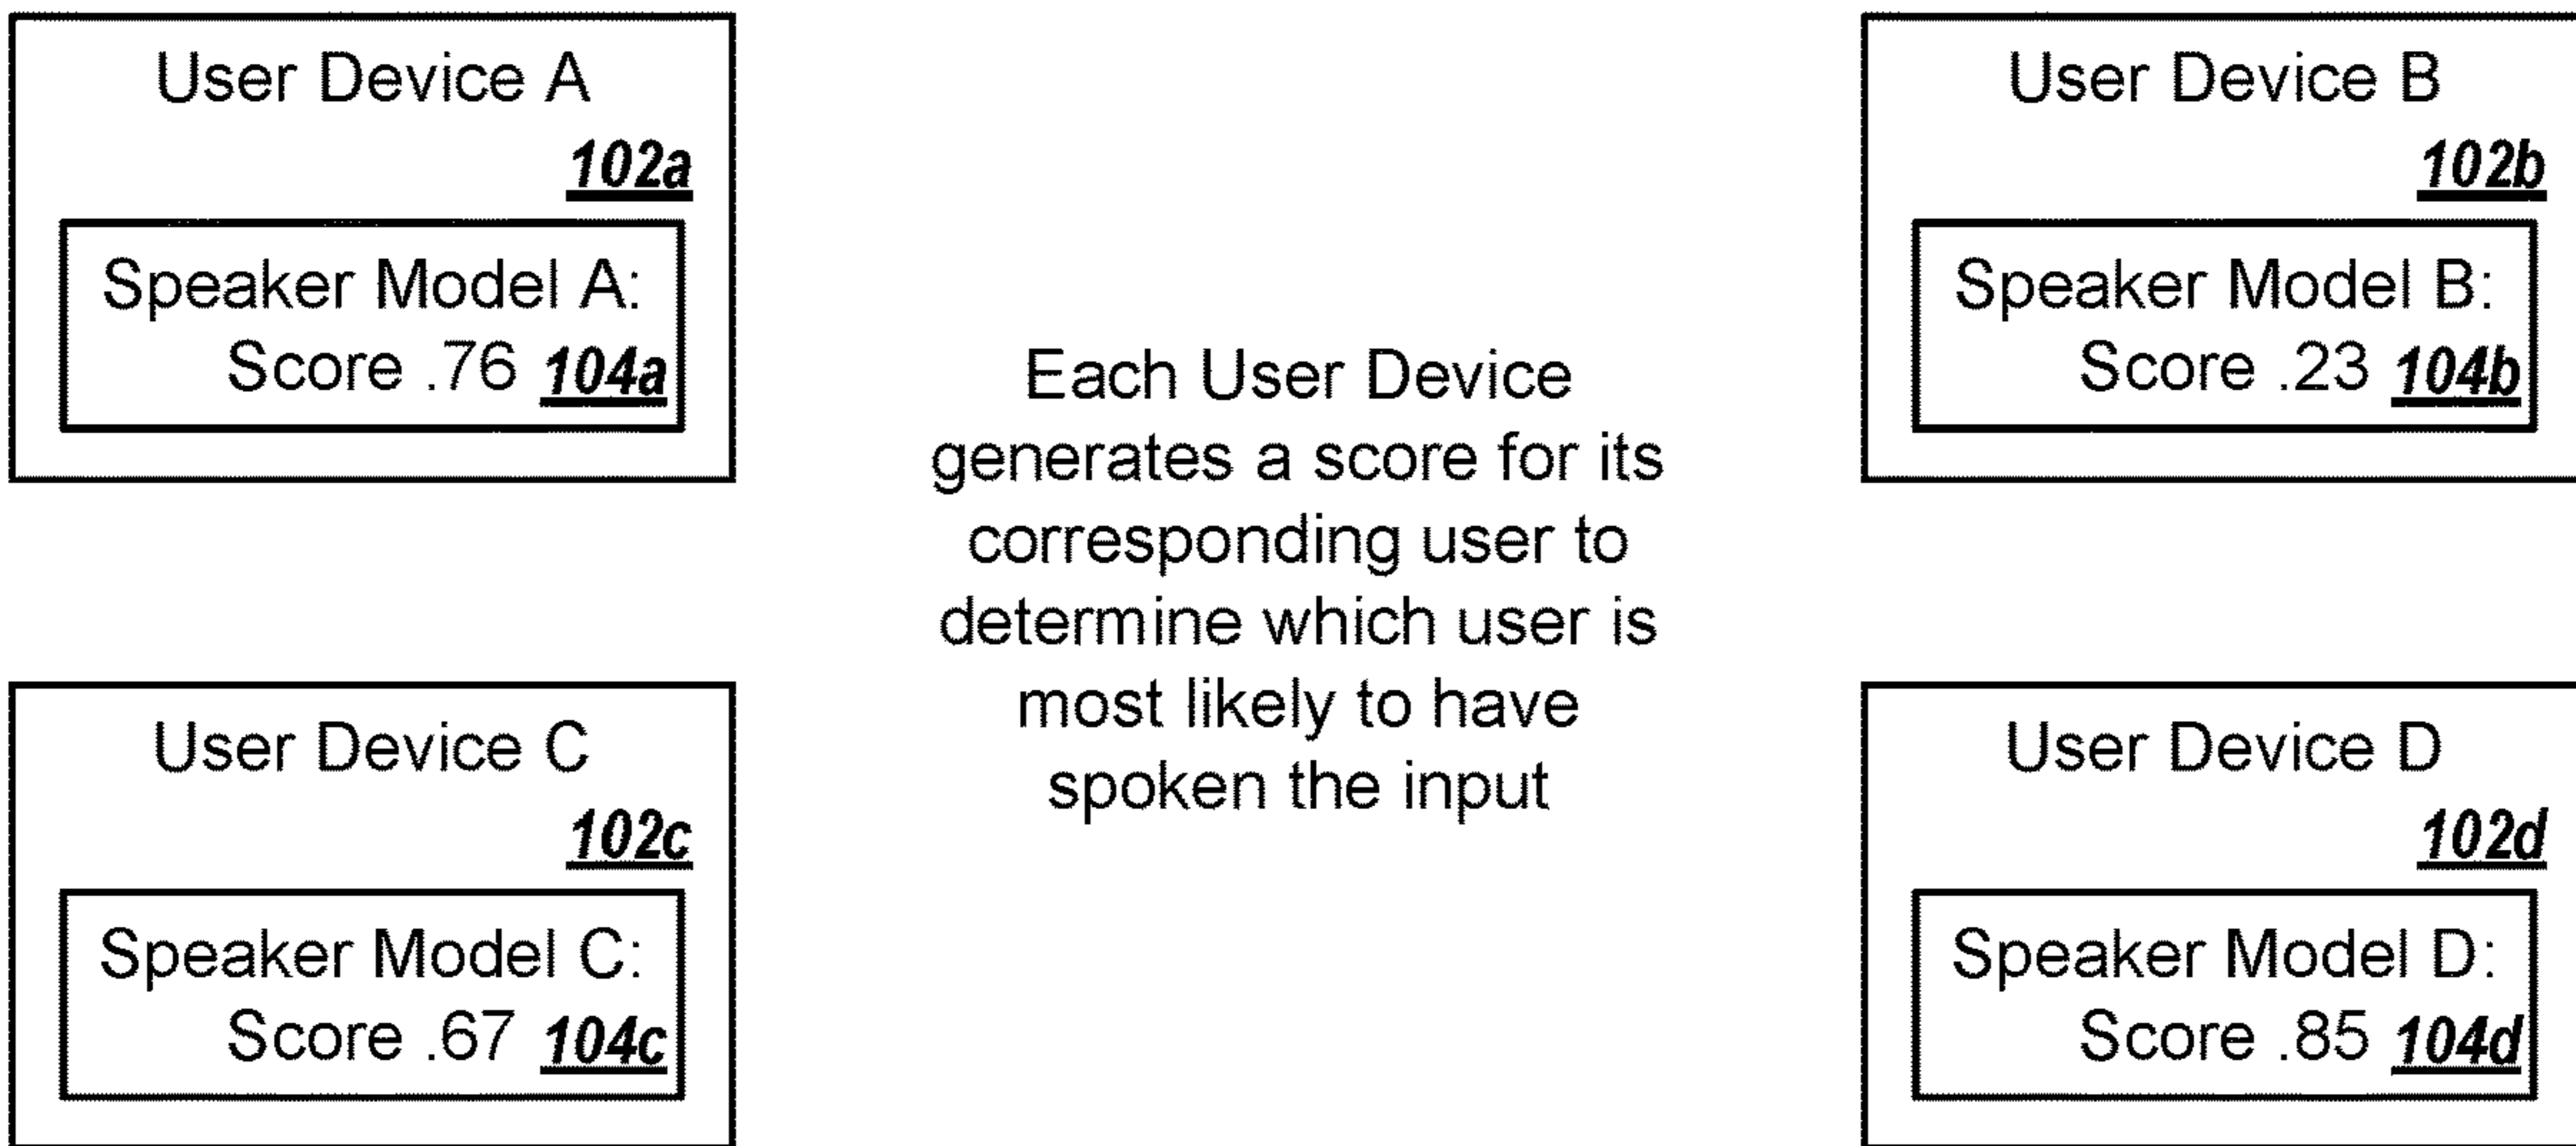 User Device A
102a
Speaker Model A:
Score .76 104a
User Device B
102b
Speaker Model B:
Score .23 104b
Each User Device
generates a score for its
corresponding user to
determine which user is
most likely to have
spoken the input
User Device C
102c
Speaker Model C:
Score .67 104c
User Device D
102d
Speaker Model D:
Score .85 104d